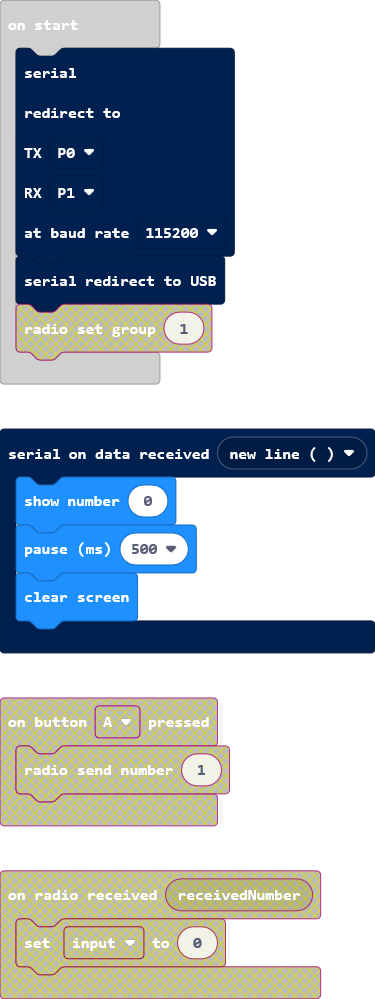 on start
serial
redirect to
TX P0
RX P1
at baud rate 115200
serial redirect to USB
radio set group 1
serial on data received new line ( )
show number 0
pause (ms) 500
clear screen
on button A pressed
radio send number 1
on radio received receivedNumber
set input to 0